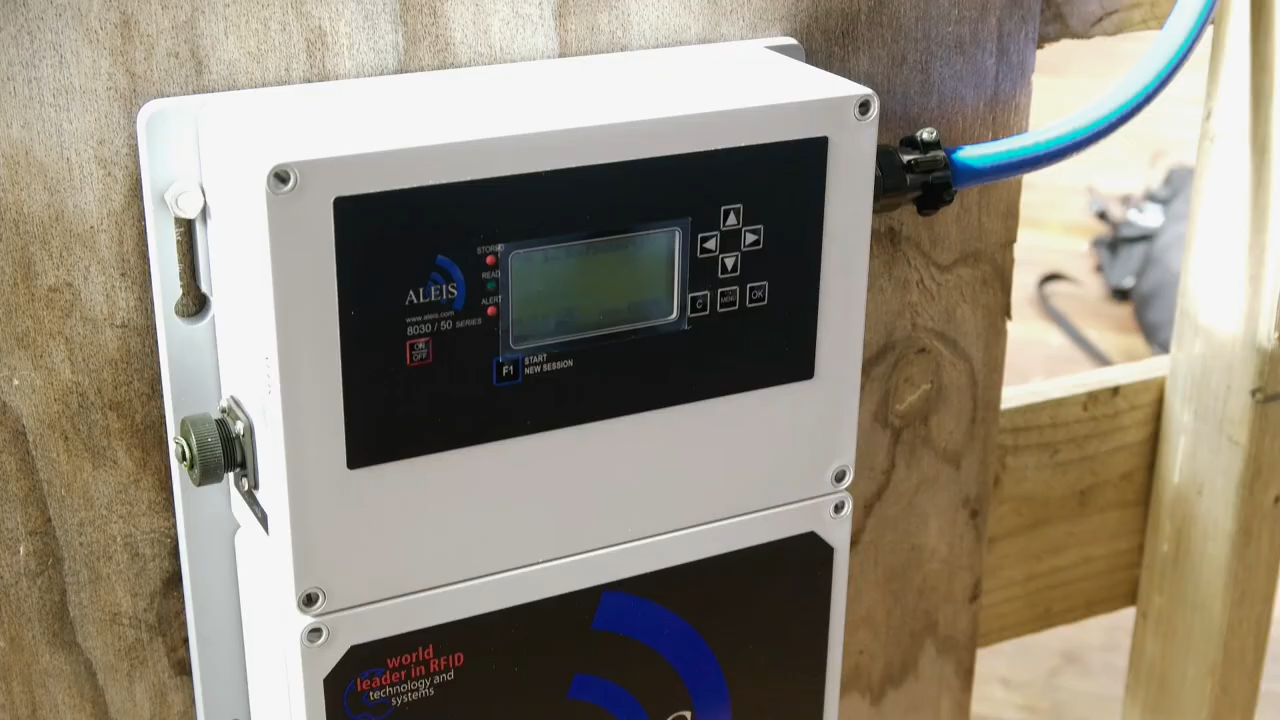 STORED
READ
ALERT
ALEIS
www.aleis.com
8030 / 50 SERIES
ON
OFF
F1
START
NEW SESSION
C
MENU
OK
world
leader in RFID
technology and
systems